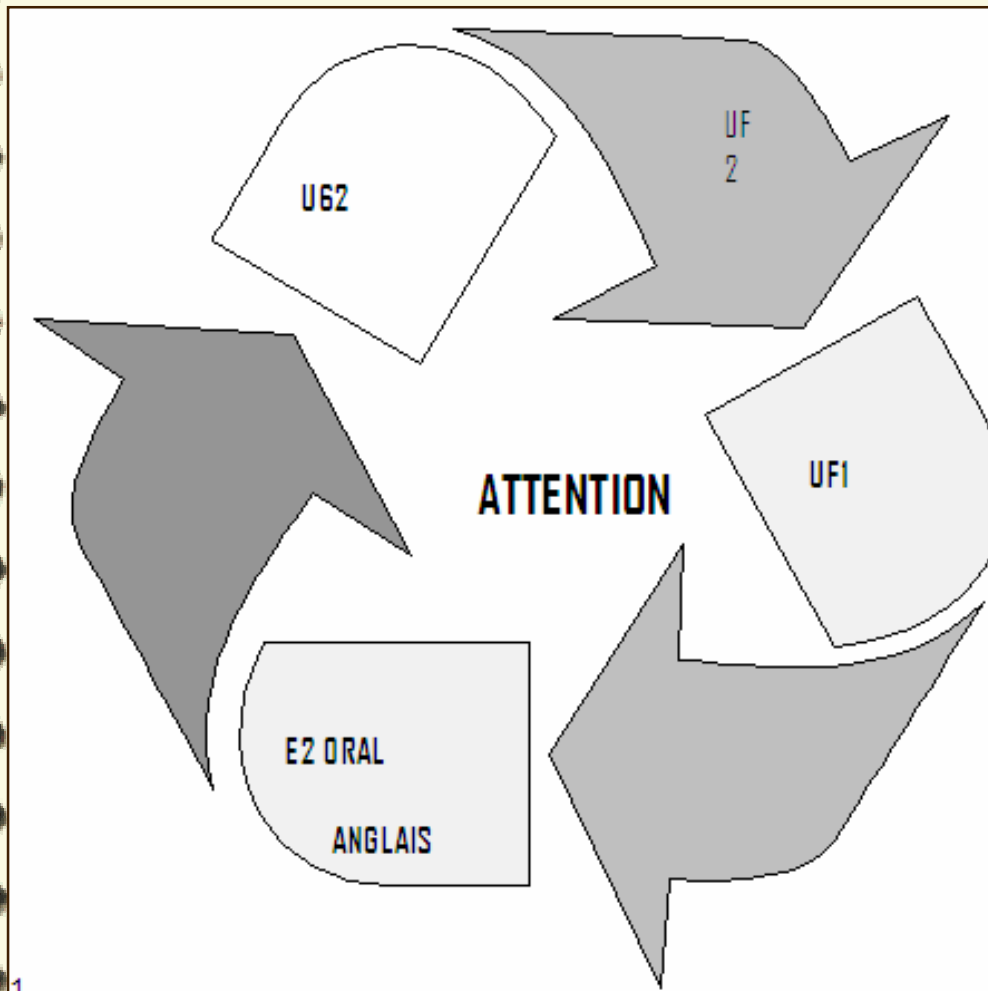 UF
2
U62
UF1
ATTENTION
E2 ORAL
ANGLAIS
1